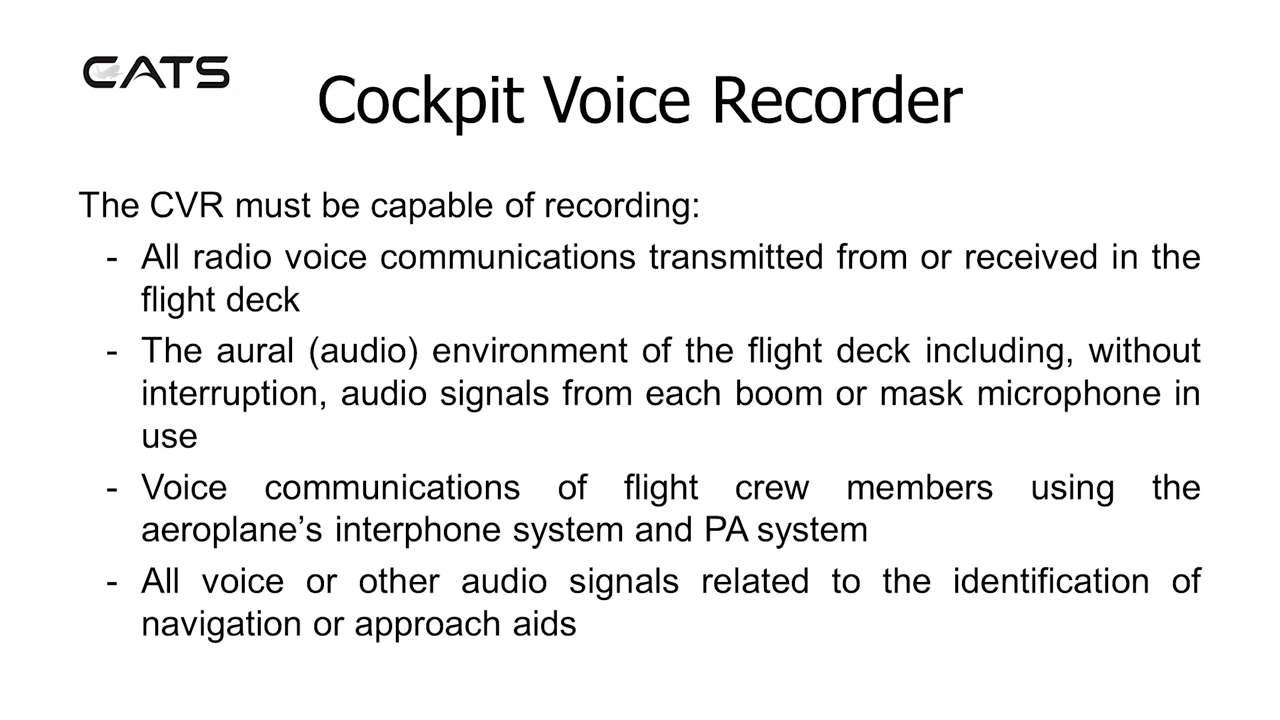 CATS
Cockpit Voice Recorder
The CVR must be capable of recording:
- All radio voice communications transmitted from or received in the
flight deck
- The aural (audio) environment of the flight deck including, without
interruption, audio signals from each boom or mask microphone in
use
- Voice communications of flight crew members using the
aeroplane’s interphone system and PA system
- All voice or other audio signals related to the identification of
navigation or approach aids